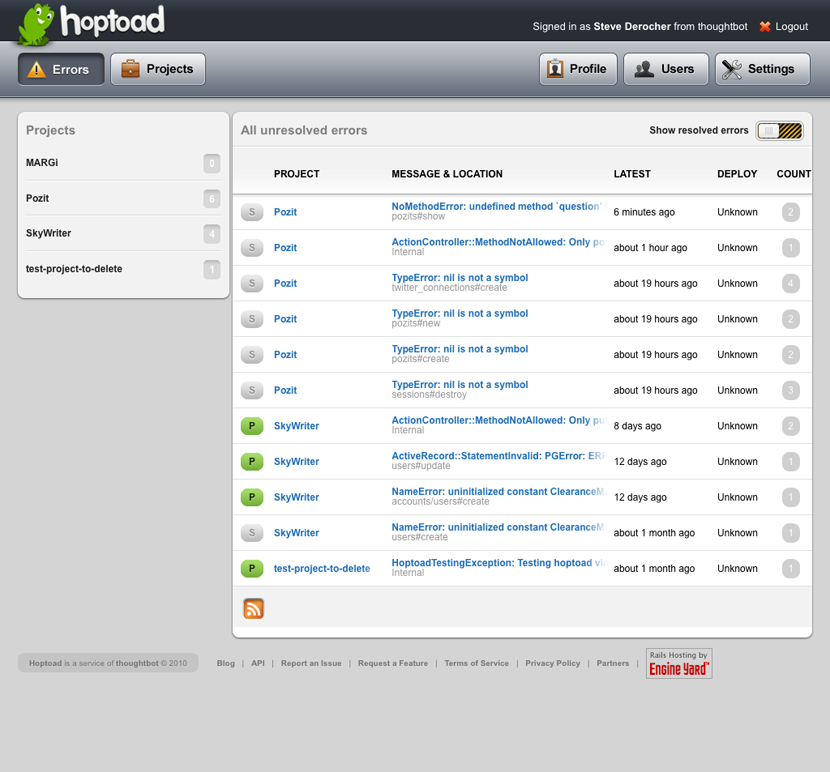 hoptoad
Signed in as Steve Derocher from thoughtbot Logout
Errors Projects Profile Users Settings
Projects
MARGi 0
Pozit 6
SkyWriter 4
test-project-to-delete 1
All unresolved errors Show resolved errors
PROJECT MESSAGE & LOCATION LATEST DEPLOY COUNT
S Pozit NoMethodError: undefined method `question' 6 minutes ago Unknown 2
pozits#show
S Pozit ActionController::MethodNotAllowed: Only po about 1 hour ago Unknown 1
Internal
S Pozit TypeError: nil is not a symbol about 19 hours ago Unknown 4
twitter_connections#create
S Pozit TypeError: nil is not a symbol about 19 hours ago Unknown 2
pozits#new
S Pozit TypeError: nil is not a symbol about 19 hours ago Unknown 2
pozits#create
S Pozit TypeError: nil is not a symbol about 19 hours ago Unknown 3
sessions#destroy
P SkyWriter ActionController::MethodNotAllowed: Only pu 8 days ago Unknown 2
Internal
P SkyWriter ActiveRecord::StatementInvalid: PGError: ERR 12 days ago Unknown 1
users#update
P SkyWriter NameError: uninitialized constant ClearanceM 12 days ago Unknown 1
accounts/users#create
S SkyWriter NameError: uninitialized constant ClearanceM about 1 month ago Unknown 1
users#create
P test-project-to-delete HoptoadTestingException: Testing hoptoad vi about 1 month ago Unknown 1
Internal
Hoptoad is a service of thoughtbot © 2010 Blog | API | Report an Issue | Request a Feature | Terms of Service | Privacy Policy | Partners |
Rails Hosting by
Engine Yard™